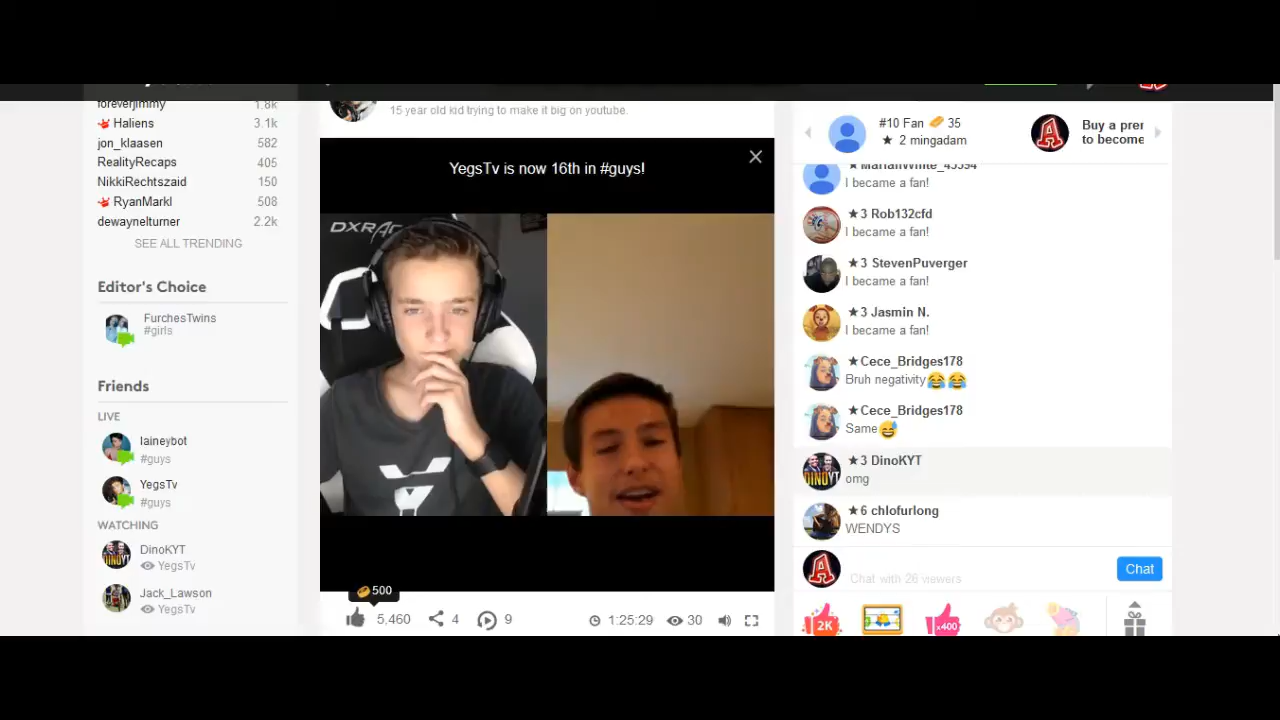 foreverjimmy 1.8k
Haliens 3.1k
jon_klaasen 582
RealityRecaps 405
NikkiRechtszaid 150
RyanMarkl 508
dewaynelturner 2.2k
SEE ALL TRENDING
Editor's Choice
FurchesTwins
#girls
Friends
LIVE
laineybot
#guys
YegsTv
#guys
WATCHING
DinoKYT
YegsTv
Jack_Lawson
YegsTv
15 year old kid trying to make it big on youtube.
YegsTv is now 16th in #guys!
DXRAC
500
5,460 4 9 1:25:29 30
#10 Fan 35
★ 2 mingadam
Buy a prer
to become
I became a fan!
★3 Rob132cfd
I became a fan!
★3 StevenPuverger
I became a fan!
★3 Jasmin N.
I became a fan!
★Cece_Bridges178
Bruh negativity😂😂
★Cece_Bridges178
Same😅
★3 DinoKYT
omg
★6 chlofurlong
WENDYS
Chat with 26 viewers
Chat
2K
x400